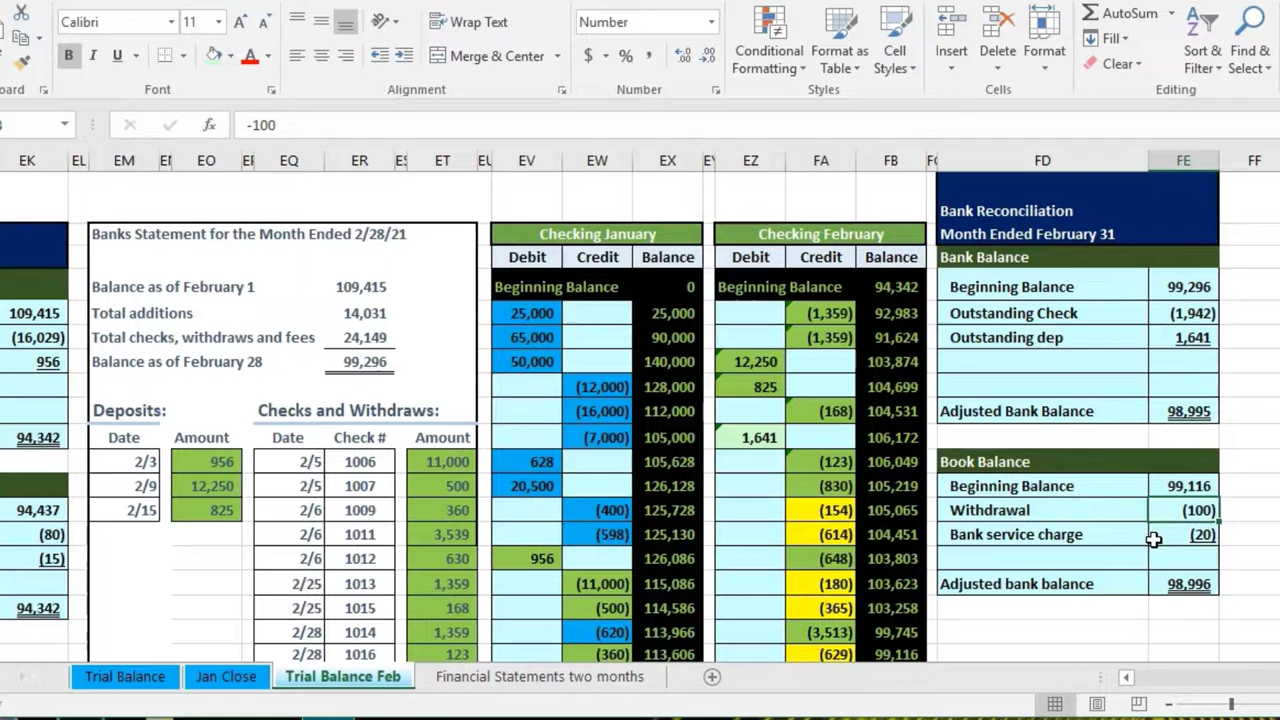 Calibri 11 Wrap Text Number AutoSum
B I U Merge & Center $ % Conditional Formatting Format as Table Cell Styles Insert Delete Format Fill Clear Sort & Filter Find & Select
oard Font Alignment Number Styles Cells Editing
fx -100
EK EL EM EO EQ ER ET EV EW EX EZ FA FB FD FE FF
Bank Reconciliation
Banks Statement for the Month Ended 2/28/21 Checking January Checking February Month Ended February 31
Debit Credit Balance Debit Credit Balance Bank Balance
Balance as of February 1 109,415 Beginning Balance 0 Beginning Balance 94,342 Beginning Balance 99,296
109,415 Total additions 14,031 25,000 25,000 (1,359) 92,983 Outstanding Check (1,942)
(16,029) Total checks, withdraws and fees 24,149 65,000 90,000 (1,359) 91,624 Outstanding dep 1,641
956 Balance as of February 28 99,296 50,000 140,000 12,250 103,874
(12,000) 128,000 825 104,699
Deposits: Checks and Withdraws: (16,000) 112,000 (168) 104,531 Adjusted Bank Balance 98,995
94,342 Date Amount Date Check # Amount (7,000) 105,000 1,641 106,172
2/3 956 2/5 1006 11,000 628 105,628 (123) 106,049 Book Balance
2/9 12,250 2/5 1007 500 20,500 126,128 (830) 105,219 Beginning Balance 99,116
94,437 2/15 825 2/6 1009 360 (400) 125,728 (154) 105,065 Withdrawal (100)
(80) 2/6 1011 3,539 (598) 125,130 (614) 104,451 Bank service charge (20)
(15) 2/6 1012 630 956 126,086 (648) 103,803
2/25 1013 1,359 (11,000) 115,086 (180) 103,623 Adjusted bank balance 98,996
94,342 2/25 1015 168 (500) 114,586 (365) 103,258
2/28 1014 1,359 (620) 113,966 (3,513) 99,745
2/28 1016 123 (360) 113,606 (629) 99,116
Trial Balance Jan Close Trial Balance Feb Financial Statements two months